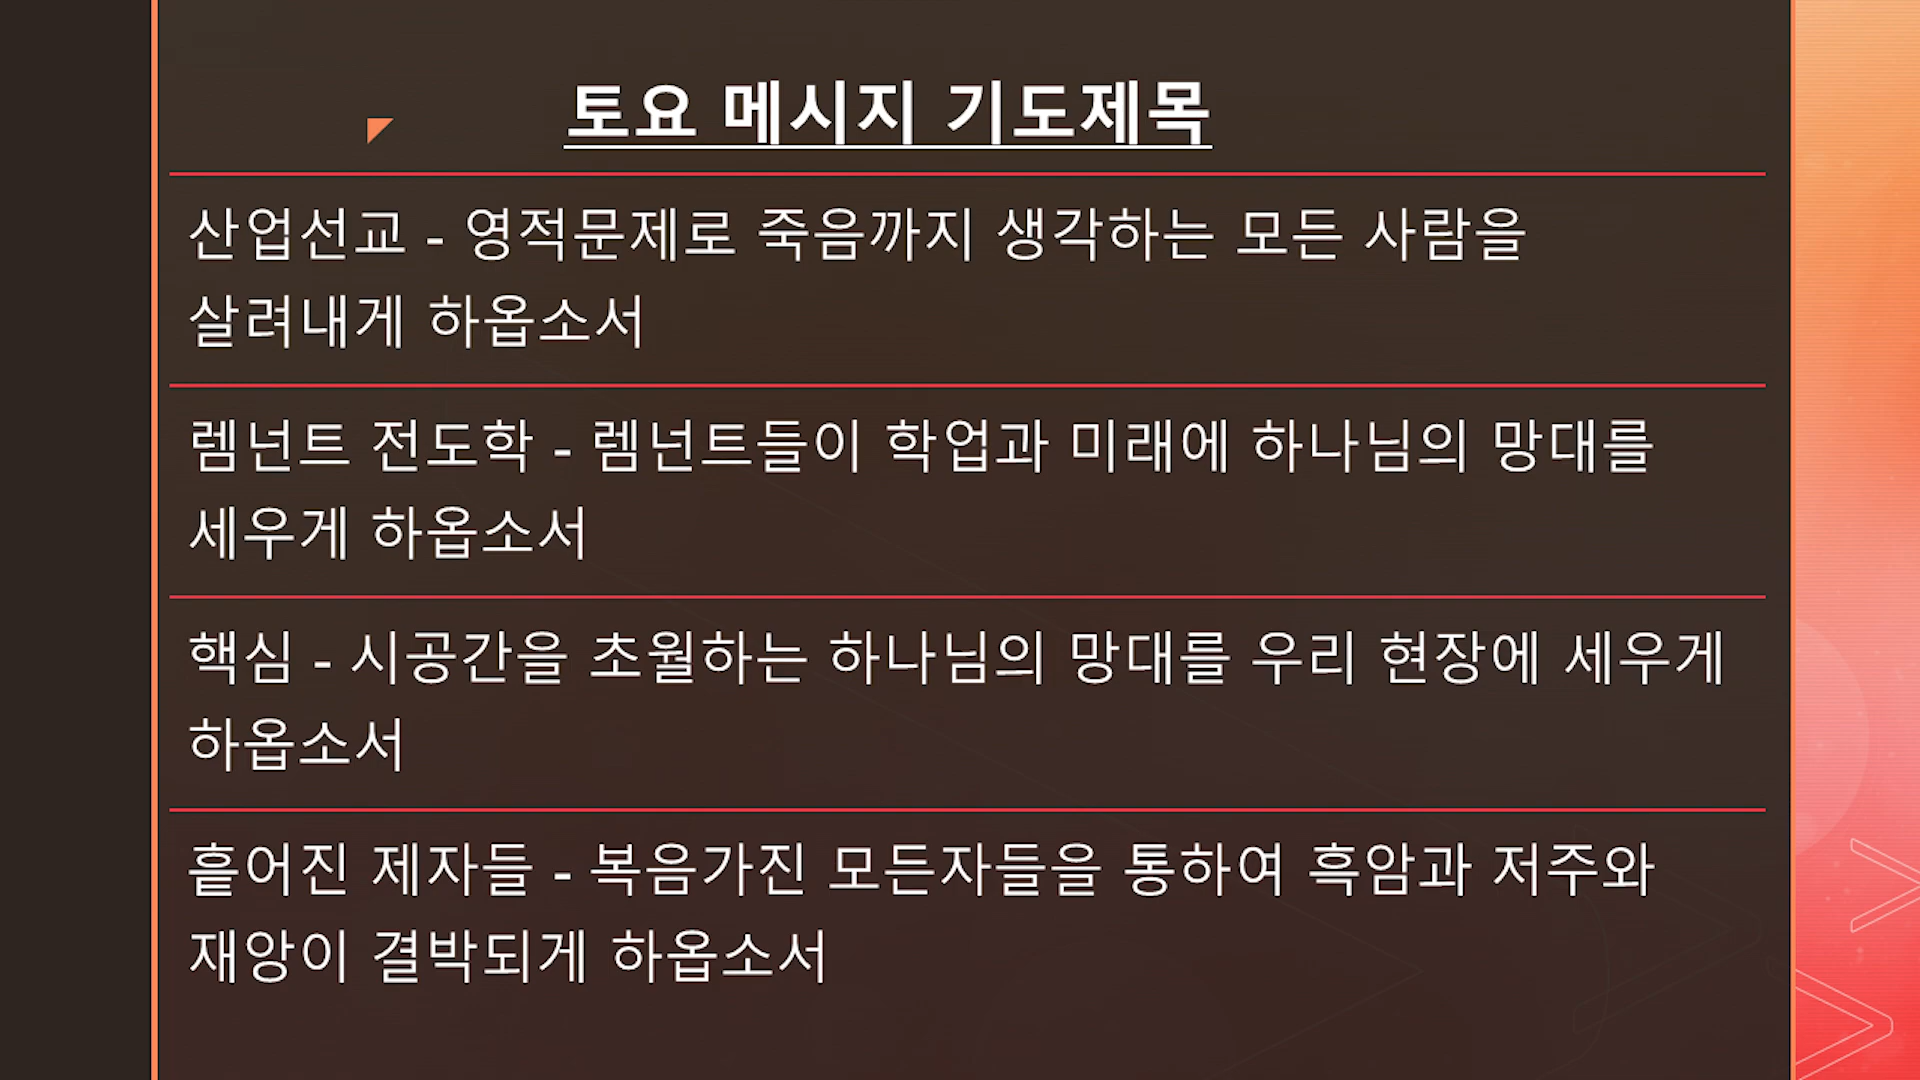 토요 메시지 기도제목
산업선교 - 영적문제로 죽음까지 생각하는 모든 사람을
살려내게 하옵소서
렘넌트 전도학 - 렘넌트들이 학업과 미래에 하나님의 망대를
세우게 하옵소서
핵심 - 시공간을 초월하는 하나님의 망대를 우리 현장에 세우게
하옵소서
흩어진 제자들 - 복음가진 모든자들을 통하여 흑암과 저주와
재앙이 결박되게 하옵소서